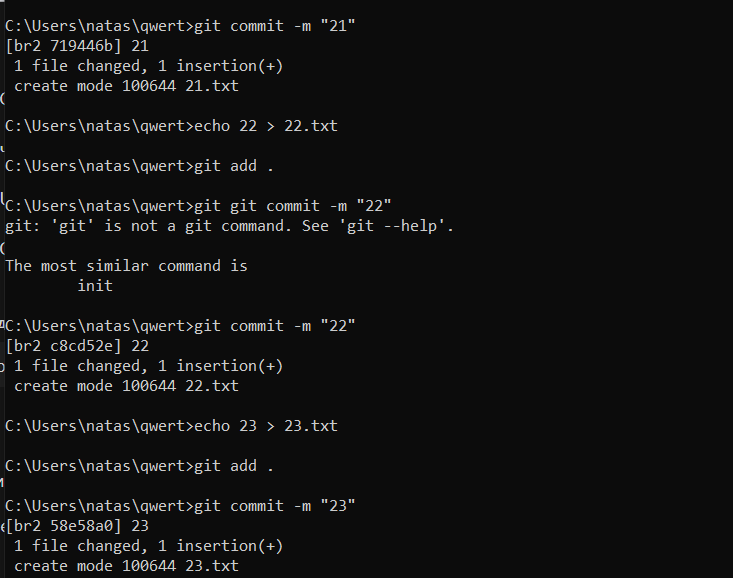 C:\Users\natas\qwert>git commit -m "21"
[br2 719446b] 21
 1 file changed, 1 insertion(+)
 create mode 100644 21.txt
C:\Users\natas\qwert>echo 22 > 22.txt
C:\Users\natas\qwert>git add .
C:\Users\natas\qwert>git git commit -m "22"
git: 'git' is not a git command. See 'git --help'.
The most similar command is
        init
C:\Users\natas\qwert>git commit -m "22"
[br2 c8cd52e] 22
 1 file changed, 1 insertion(+)
 create mode 100644 22.txt
C:\Users\natas\qwert>echo 23 > 23.txt
C:\Users\natas\qwert>git add .
C:\Users\natas\qwert>git commit -m "23"
[br2 58e58a0] 23
 1 file changed, 1 insertion(+)
 create mode 100644 23.txt